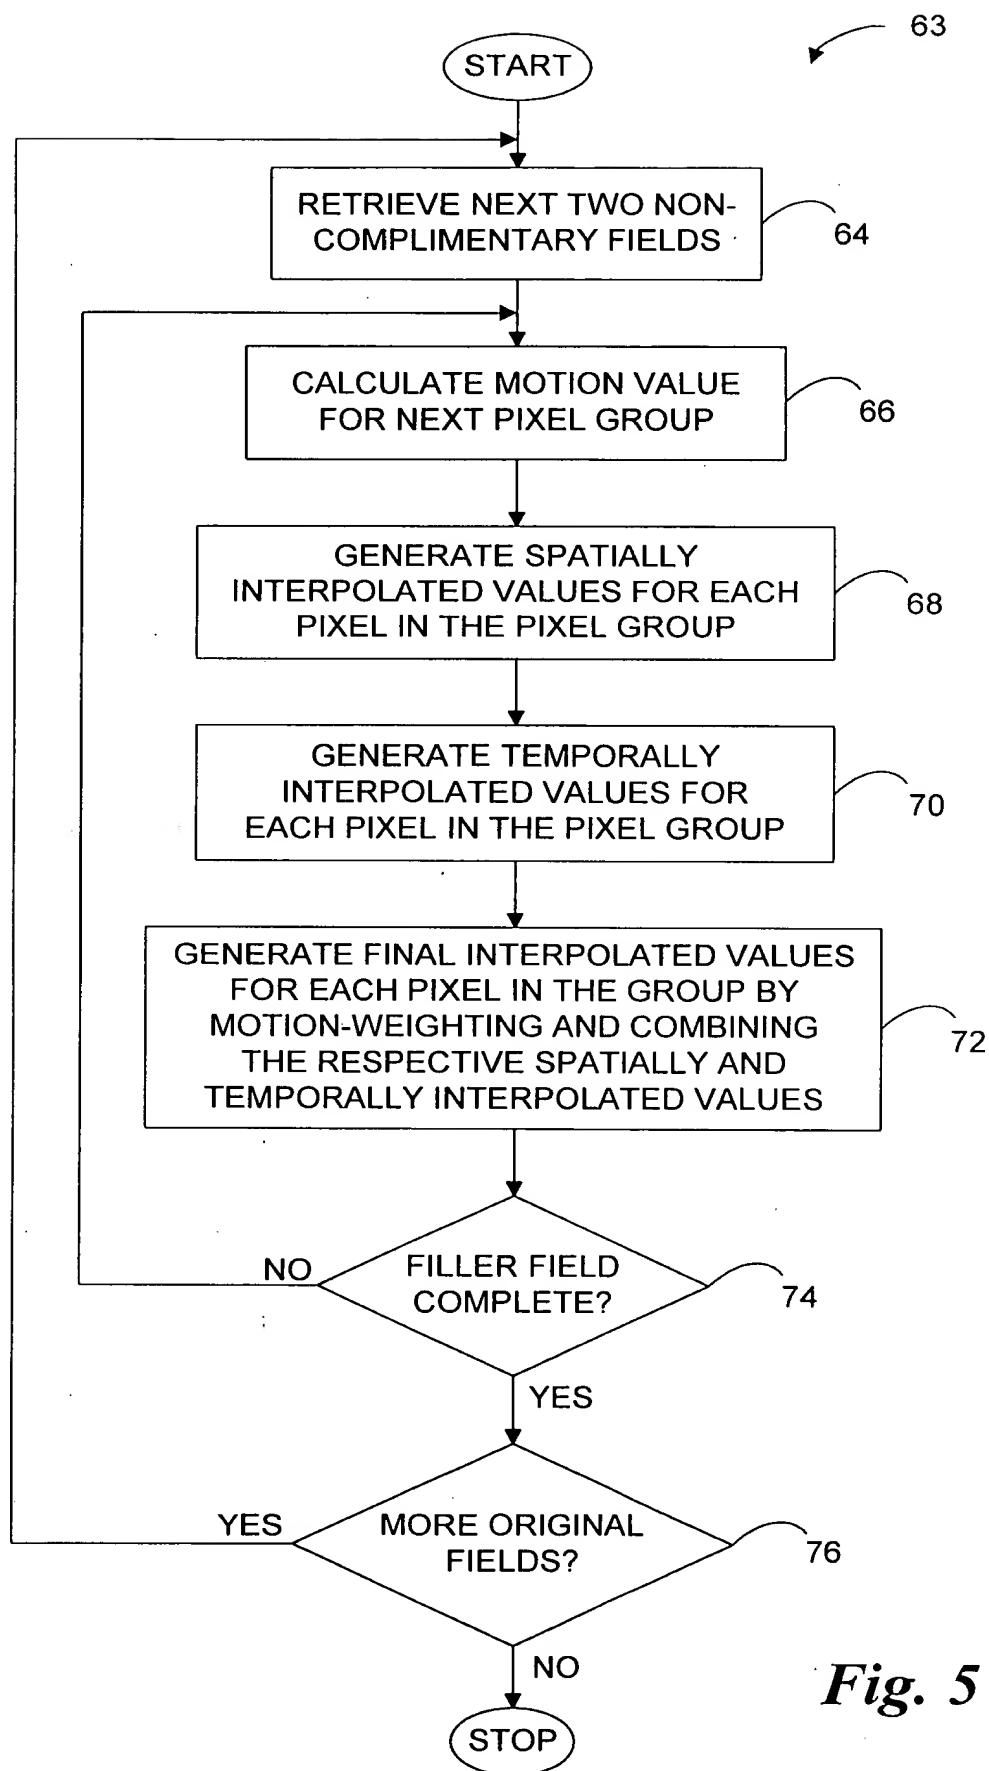 63
START
RETRIEVE NEXT TWO NON-
COMPLIMENTARY FIELDS
64
CALCULATE MOTION VALUE
FOR NEXT PIXEL GROUP
66
GENERATE SPATIALLY
INTERPOLATED VALUES FOR EACH
PIXEL IN THE PIXEL GROUP
68
GENERATE TEMPORALLY
INTERPOLATED VALUES FOR
EACH PIXEL IN THE PIXEL GROUP
70
GENERATE FINAL INTERPOLATED VALUES
FOR EACH PIXEL IN THE GROUP BY
MOTION-WEIGHTING AND COMBINING
THE RESPECTIVE SPATIALLY AND
TEMPORALLY INTERPOLATED VALUES
72
NO
FILLER FIELD
COMPLETE?
74
YES
YES
MORE ORIGINAL
FIELDS?
76
NO
STOP
Fig. 5